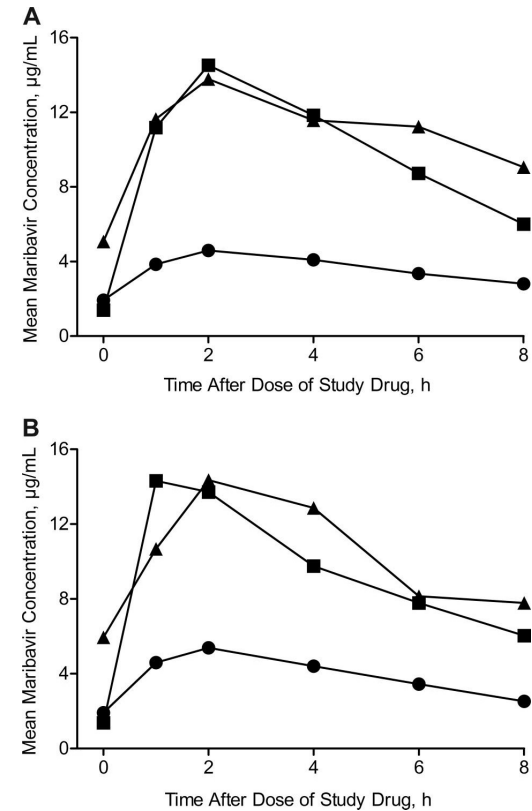 A
Mean Maribavir Concentration, µg/mL
16
12
8
4
0
0 2 4 6 8
Time After Dose of Study Drug, h
B
Mean Maribavir Concentration, µg/mL
16
12
8
4
0
0 2 4 6 8
Time After Dose of Study Drug, h